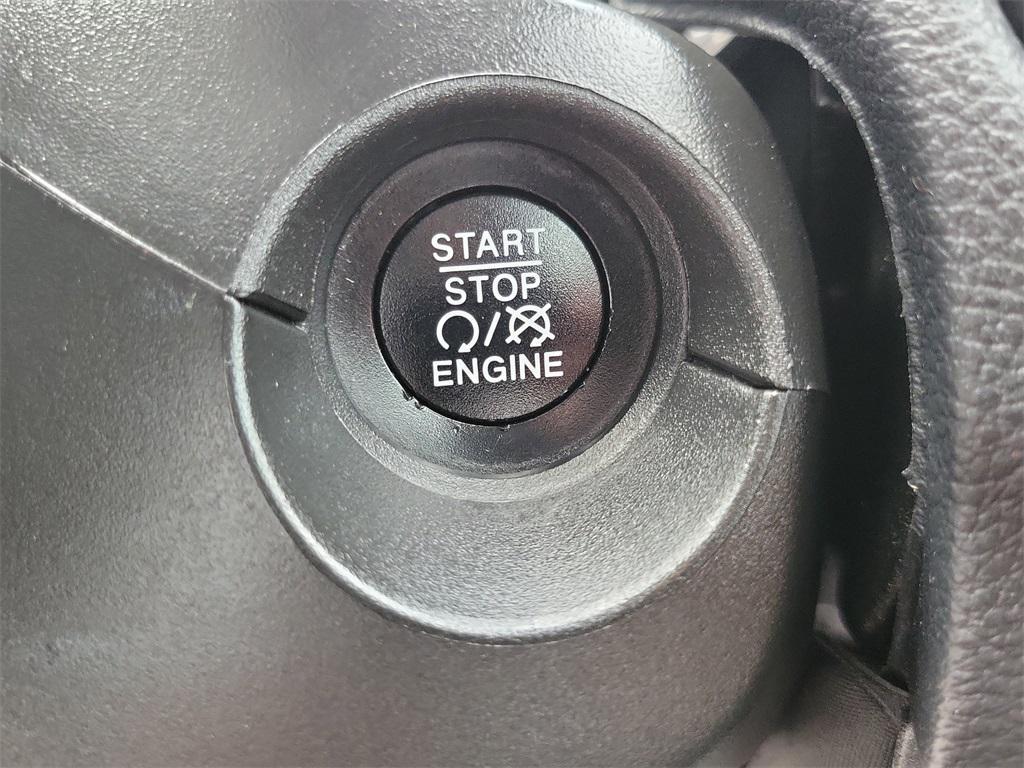 START
STOP
/
ENGINE